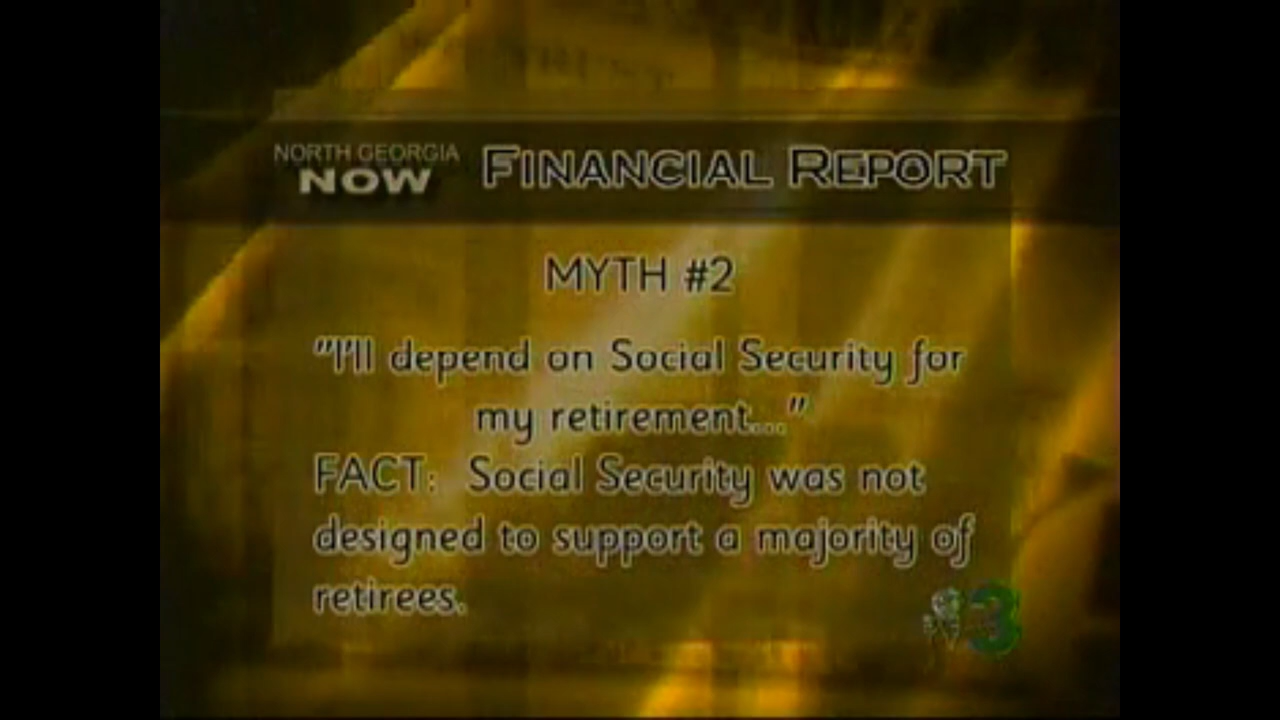 NORTH GEORGIA
NOW
FINANCIAL REPORT
MYTH #2
"I'll depend on Social Security for
my retirement..."
FACT: Social Security was not
designed to support a majority of
retirees.
3